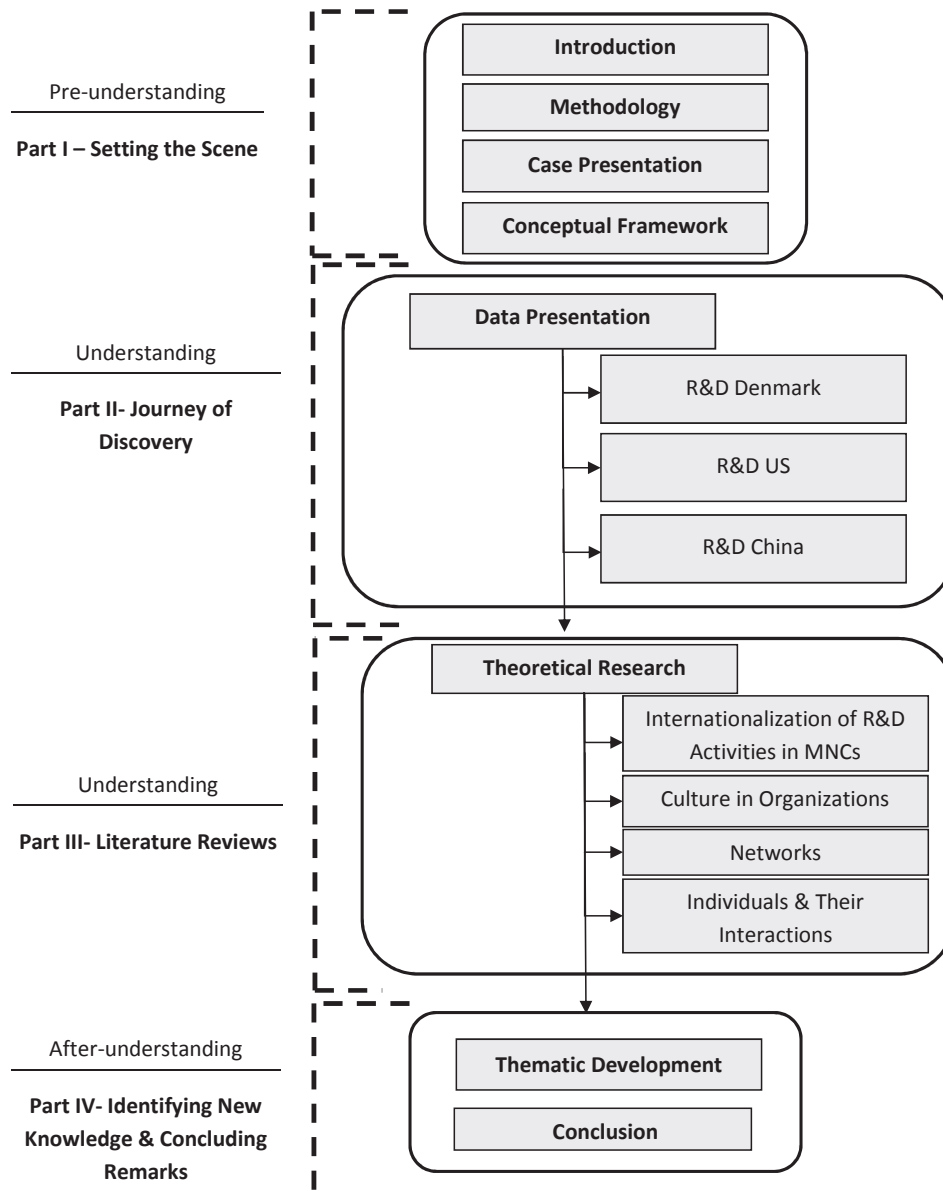 Pre-understanding
Part I – Setting the Scene
Introduction
Methodology
Case Presentation
Conceptual Framework
Understanding
Part II- Journey of
Discovery
Data Presentation
R&D Denmark
R&D US
R&D China
Understanding
Part III- Literature Reviews
Theoretical Research
Internationalization of R&D
Activities in MNCs
Culture in Organizations
Networks
Individuals & Their
Interactions
After-understanding
Part IV- Identifying New
Knowledge & Concluding
Remarks
Thematic Development
Conclusion